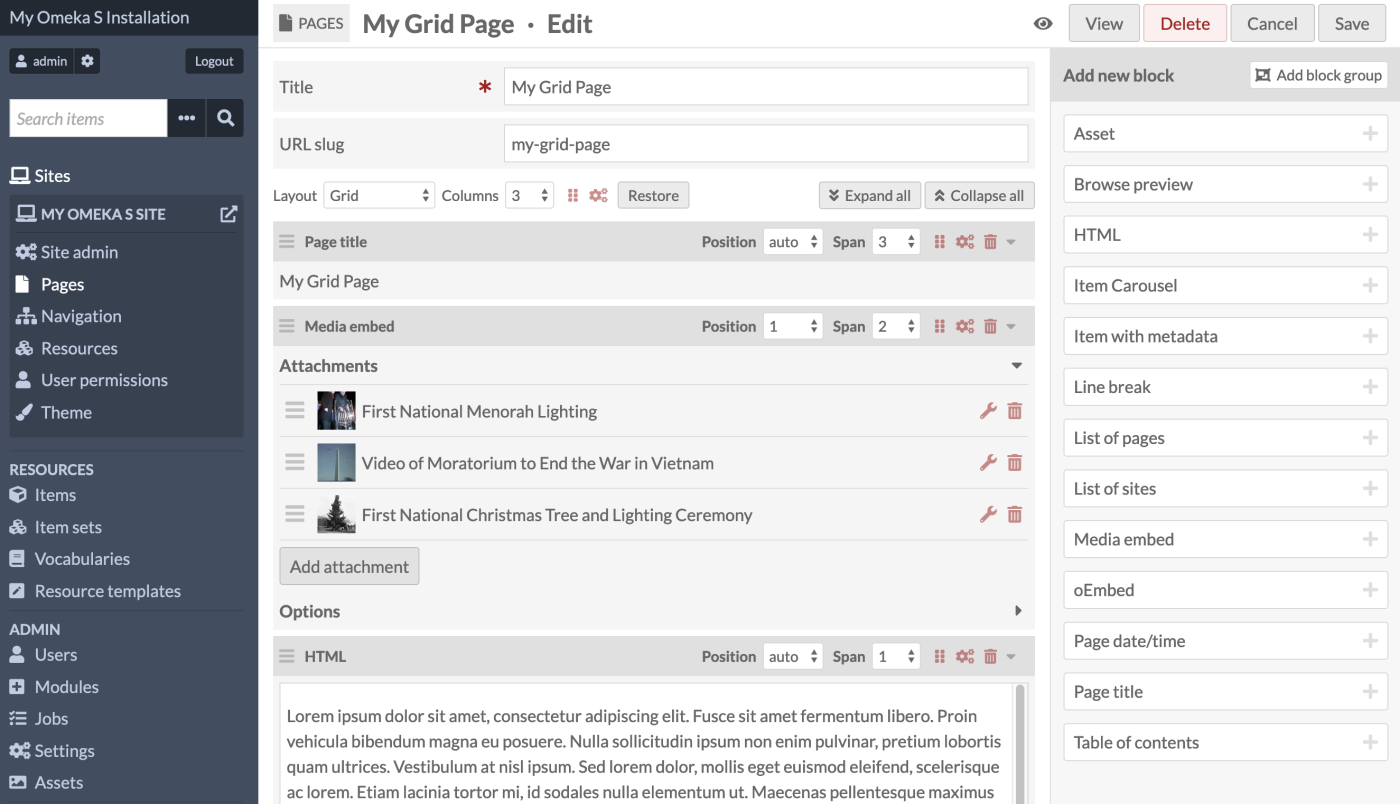 My Omeka S Installation
admin
Logout
Search items
Sites
MY OMEKA S SITE
Site admin
Pages
Navigation
Resources
User permissions
Theme
RESOURCES
Items
Item sets
Vocabularies
Resource templates
ADMIN
Users
Modules
Jobs
Settings
Assets
PAGES My Grid Page · Edit
View Delete Cancel Save
Title * My Grid Page
URL slug my-grid-page
Layout Grid Columns 3 Restore Expand all Collapse all
Page title Position auto Span 3
My Grid Page
Media embed Position 1 Span 2
Attachments
First National Menorah Lighting
Video of Moratorium to End the War in Vietnam
First National Christmas Tree and Lighting Ceremony
Add attachment
Options
HTML Position auto Span 1
Lorem ipsum dolor sit amet, consectetur adipiscing elit. Fusce sit amet fermentum libero. Proin
vehicula bibendum magna eu posuere. Nulla sollicitudin ipsum non enim pulvinar, pretium lobortis
quam ultrices. Vestibulum at nisl ipsum. Sed lorem dolor, mollis eget euismod eleifend, scelerisque
ac lorem. Etiam lacinia tortor mi, id sodales nulla elementum ut. Maecenas pellentesque maximus
Add new block Add block group
Asset
Browse preview
HTML
Item Carousel
Item with metadata
Line break
List of pages
List of sites
Media embed
oEmbed
Page date/time
Page title
Table of contents